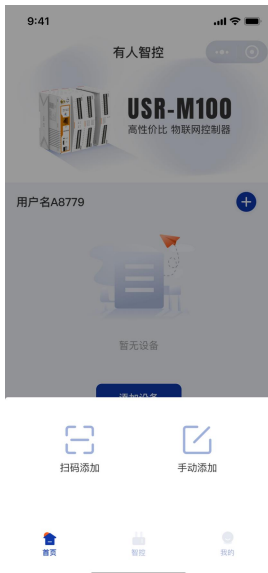 9:41
有人智控
USR-M100
高性价比 物联网控制器
用户名A8779
暂无设备
添加设备
扫码添加
手动添加
首页
智控
我的